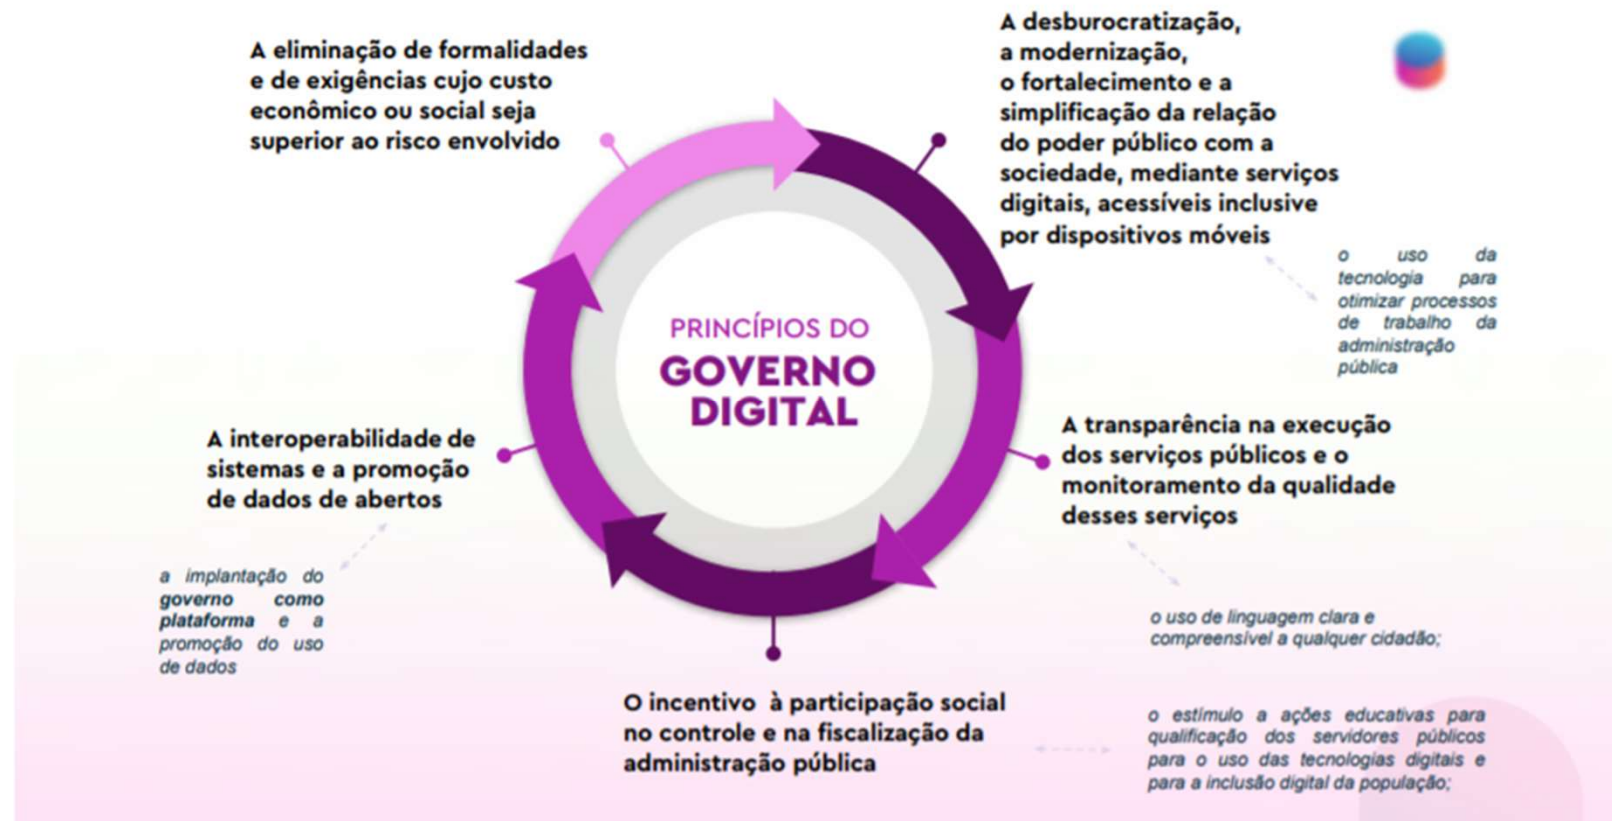 A eliminação de formalidades
e de exigências cujo custo
econômico ou social seja
superior ao risco envolvido
A desburocratização,
a modernização,
o fortalecimento e a
simplificação da relação
do poder público com a
sociedade, mediante serviços
digitais, acessíveis inclusive
por dispositivos móveis
o uso da
tecnologia para
otimizar processos
de trabalho da
administração
pública
PRINCÍPIOS DO
GOVERNO
DIGITAL
A transparência na execução
dos serviços públicos e o
monitoramento da qualidade
desses serviços
o uso de linguagem clara e
compreensível a qualquer cidadão;
A interoperabilidade de
sistemas e a promoção
de dados de abertos
a implantação do
governo como
plataforma e a
promoção do uso
de dados
O incentivo à participação social
no controle e na fiscalização da
administração pública
o estímulo a ações educativas para
qualificação dos servidores públicos
para o uso das tecnologias digitais e
para a inclusão digital da população;